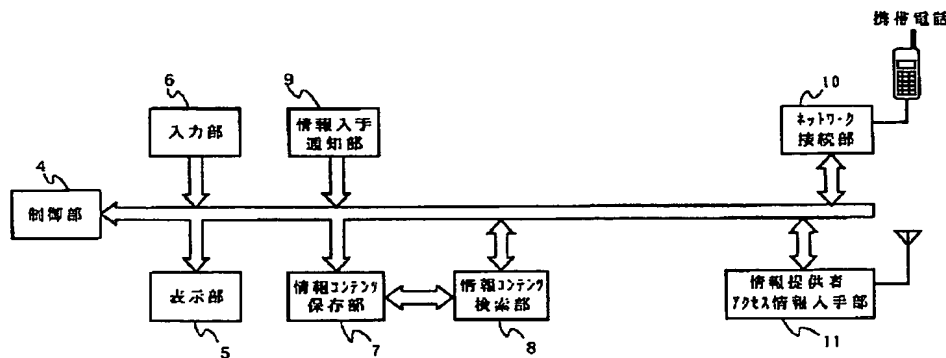 携帯電話
6
9
10
入力部
情報入手
通知部
ネットワーク
接続部
4
制御部
表示部
情報コンテンツ
保存部
情報コンテンツ
検索部
情報提供者
アクセス情報入手部
5
7
8
11